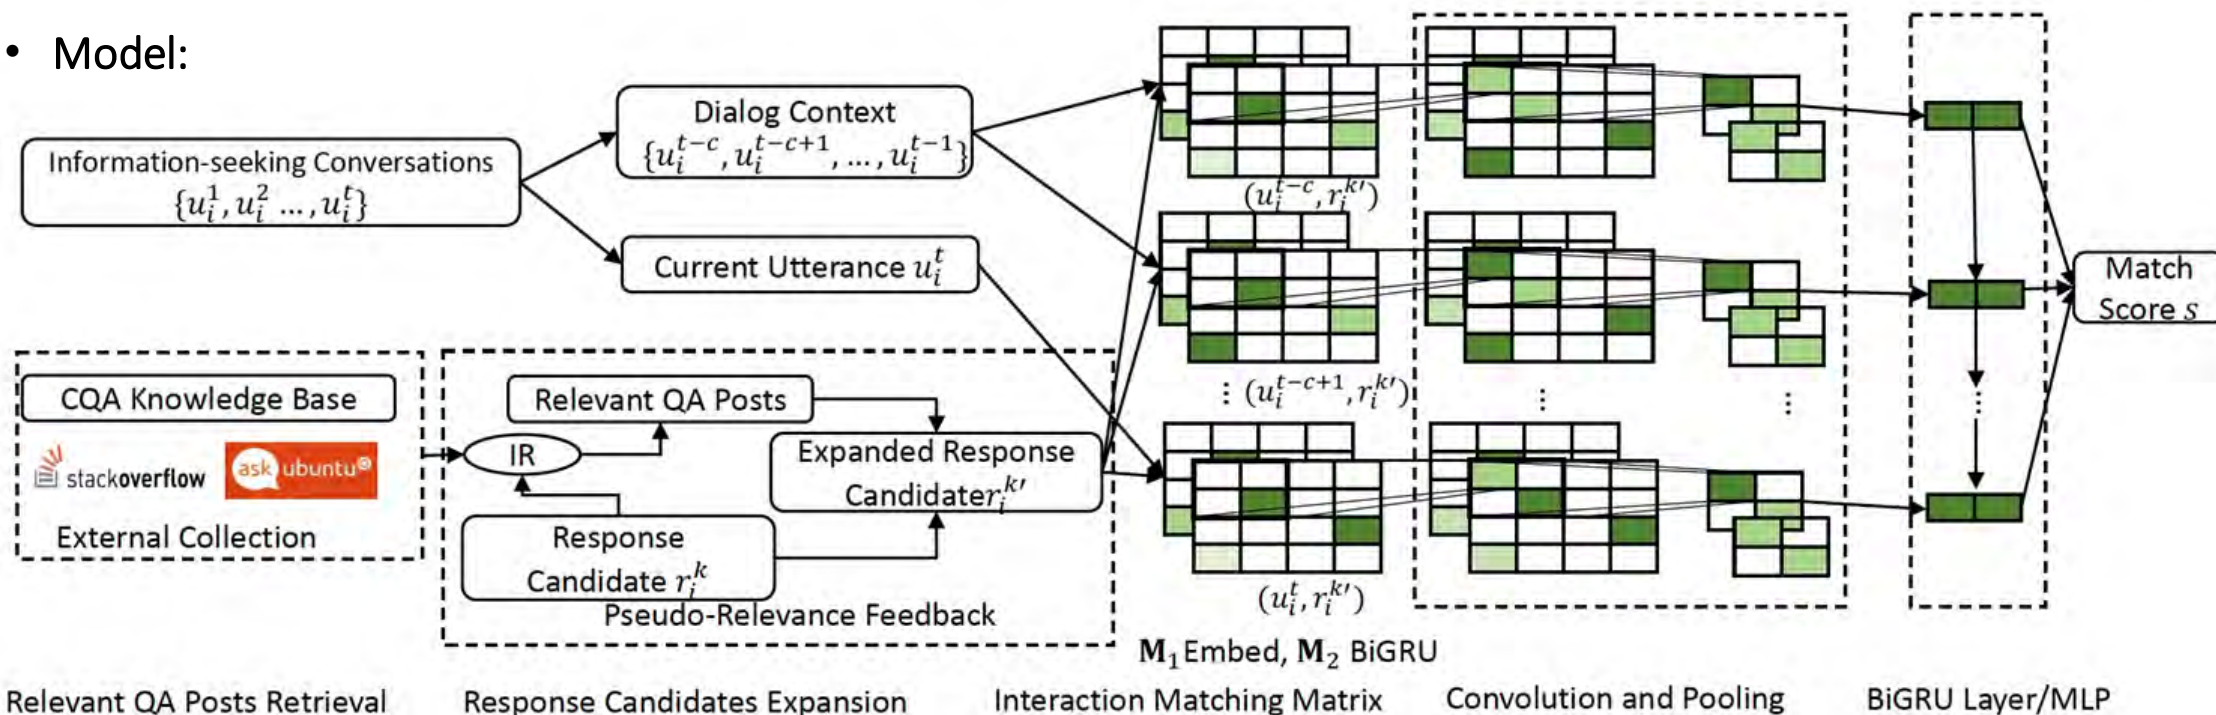 • Model:
Information-seeking Conversations
{u_i^1, u_i^2 ..., u_i^t}
Dialog Context
{u_i^{t-c}, u_i^{t-c+1}, ..., u_i^{t-1}}
Current Utterance u_i^t
CQA Knowledge Base
stackoverflow
ask ubuntu®
External Collection
Relevant QA Posts
IR
Expanded Response
Candidate r_i^{k′}
Response
Candidate r_i^k
Pseudo-Relevance Feedback
(u_i^{t-c}, r_i^{k′})
⋮ (u_i^{t-c+1}, r_i^{k′})
⋮
⋮
⋮
(u_i^t, r_i^{k′})
M_1 Embed, M_2 BiGRU
Match
Score s
Relevant QA Posts Retrieval
Response Candidates Expansion
Interaction Matching Matrix
Convolution and Pooling
BiGRU Layer/MLP